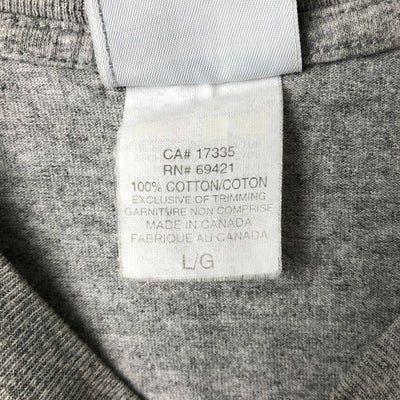 CA# 17335
RN# 69421
100% COTTON/COTON
EXCLUSIVE OF TRIMMING
GARNITURE NON COMPRISE
MADE IN CANADA
FABRIQUE AU CANADA
L/G